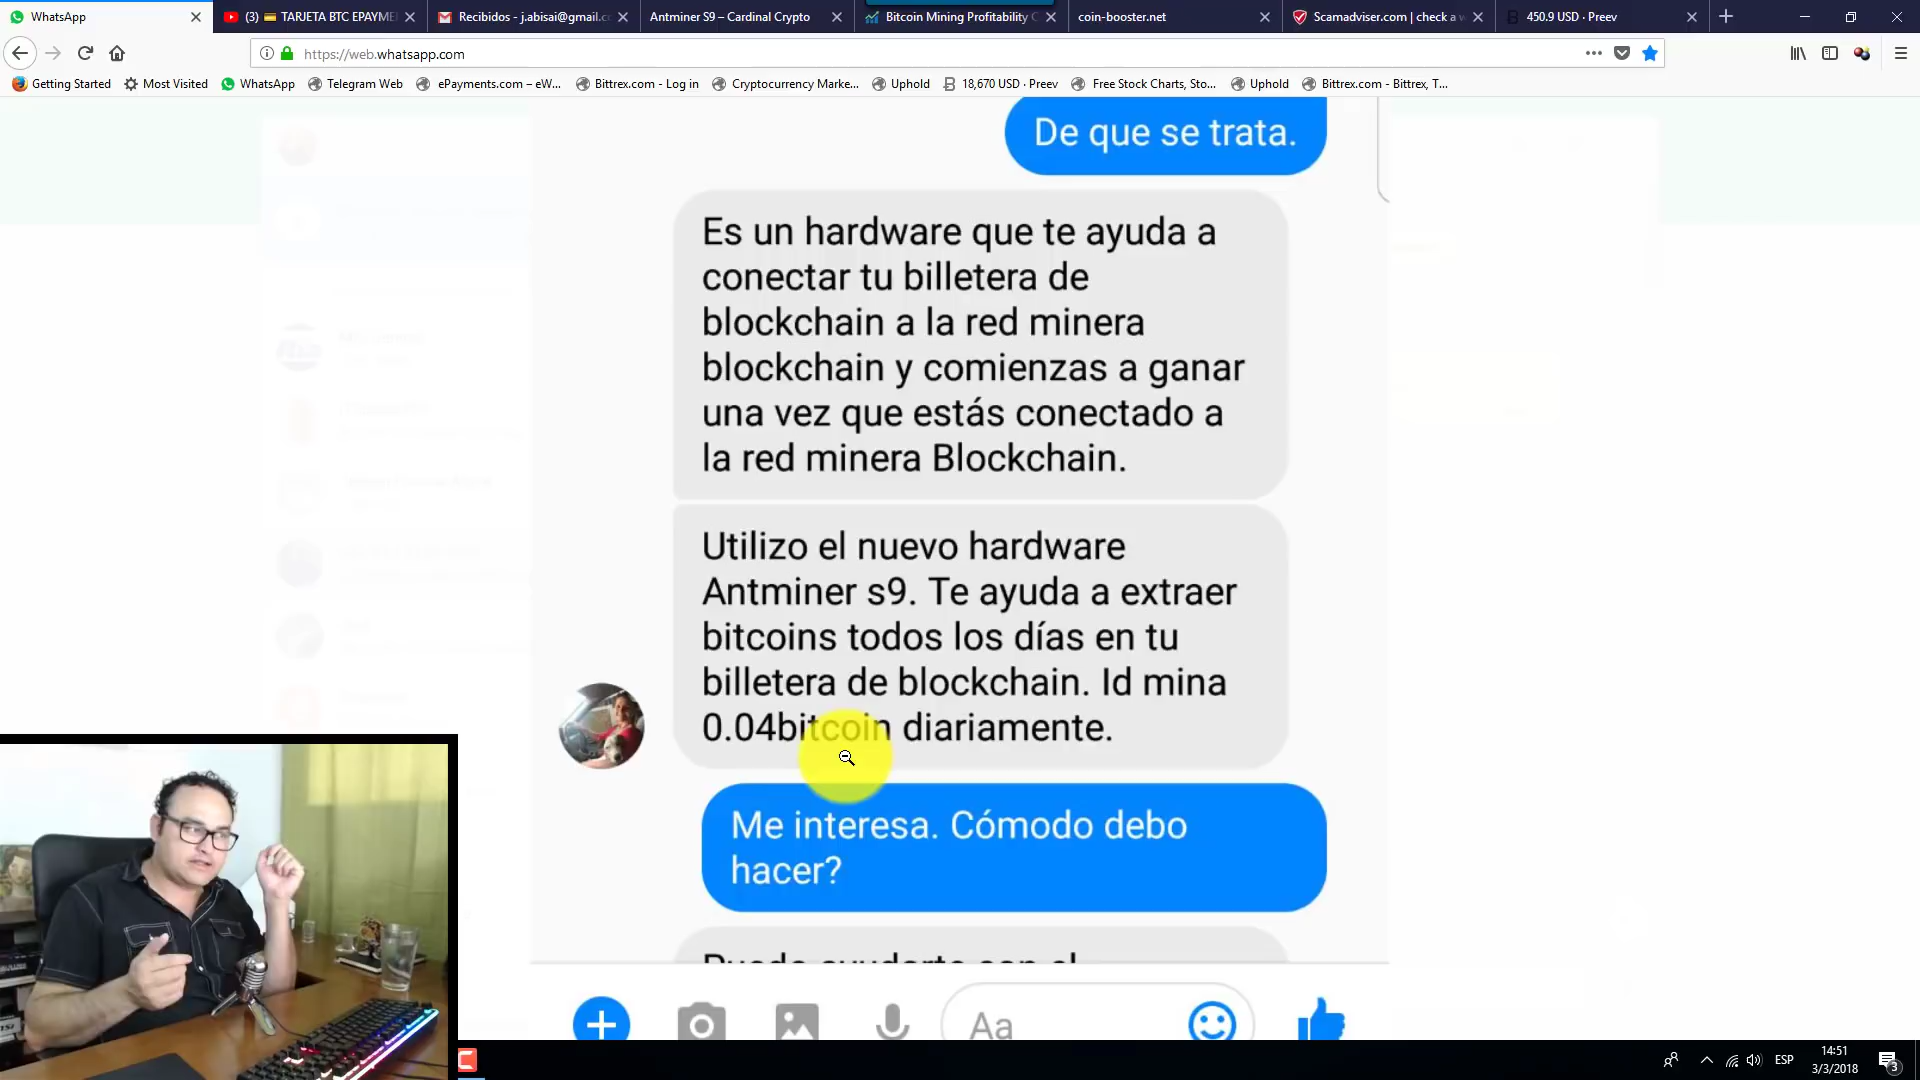 WhatsApp
(3) 💳 TARJETA BTC EPAYME
Recibidos - j.abisai@gmail.c
Antminer S9 – Cardinal Crypto
Bitcoin Mining Profitability C
coin-booster.net
Scamadviser.com | check a w
450.9 USD · Preev
https://web.whatsapp.com
Getting Started
Most Visited
WhatsApp
Telegram Web
ePayments.com – eW...
Bittrex.com - Log in
Cryptocurrency Marke...
Uphold
18,670 USD · Preev
Free Stock Charts, Sto...
Uphold
Bittrex.com - Bittrex, T...
De que se trata.
Es un hardware que te ayuda a
conectar tu billetera de
blockchain a la red minera
blockchain y comienzas a ganar
una vez que estás conectado a
la red minera Blockchain.
Utilizo el nuevo hardware
Antminer s9. Te ayuda a extraer
bitcoins todos los días en tu
billetera de blockchain. Id mina
0.04bitcoin diariamente.
Me interesa. Cómodo debo
hacer?
Puedo ayudarte con el
Aa
ESP
14:51
3/3/2018
3